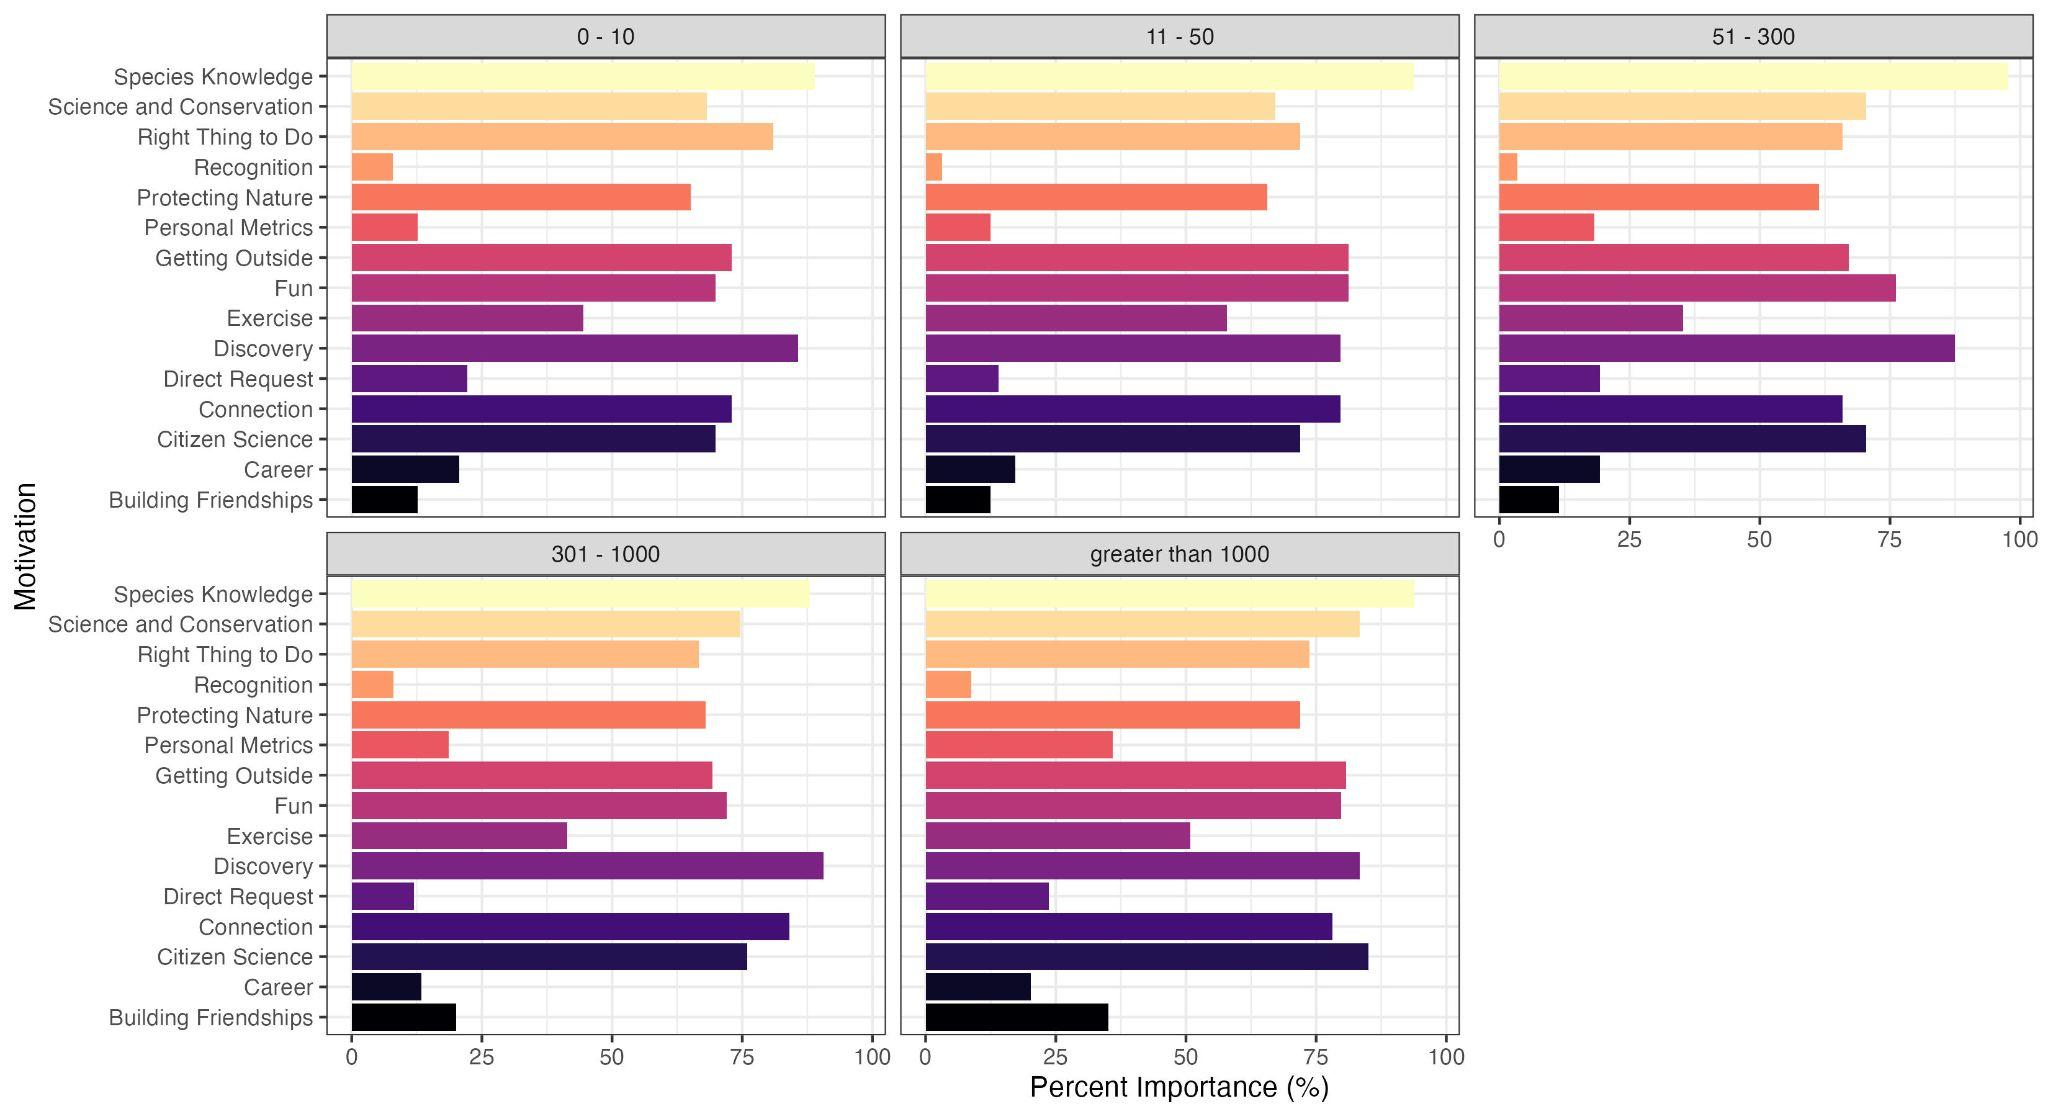 0 - 10
11 - 50
51 - 300
Species Knowledge
Science and Conservation
Right Thing to Do
Recognition
Protecting Nature
Personal Metrics
Getting Outside
Fun
Exercise
Discovery
Direct Request
Connection
Citizen Science
Career
Building Friendships
0 25 50 75 100
Motivation
301 - 1000
greater than 1000
Species Knowledge
Science and Conservation
Right Thing to Do
Recognition
Protecting Nature
Personal Metrics
Getting Outside
Fun
Exercise
Discovery
Direct Request
Connection
Citizen Science
Career
Building Friendships
0 25 50 75 100
0 25 50 75 100
Percent Importance (%)